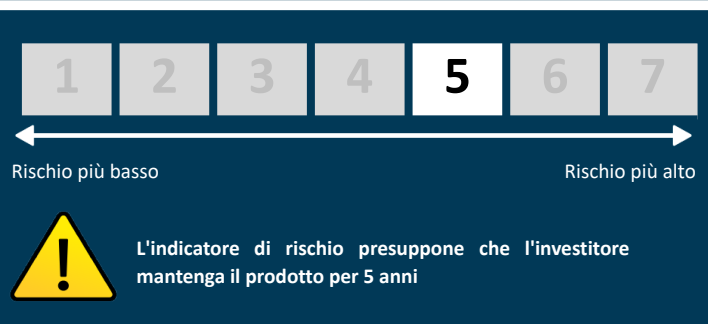 1 2 3 4 5 6 7
Rischio più basso Rischio più alto
L'indicatore di rischio presuppone che l'investitore
mantenga il prodotto per 5 anni